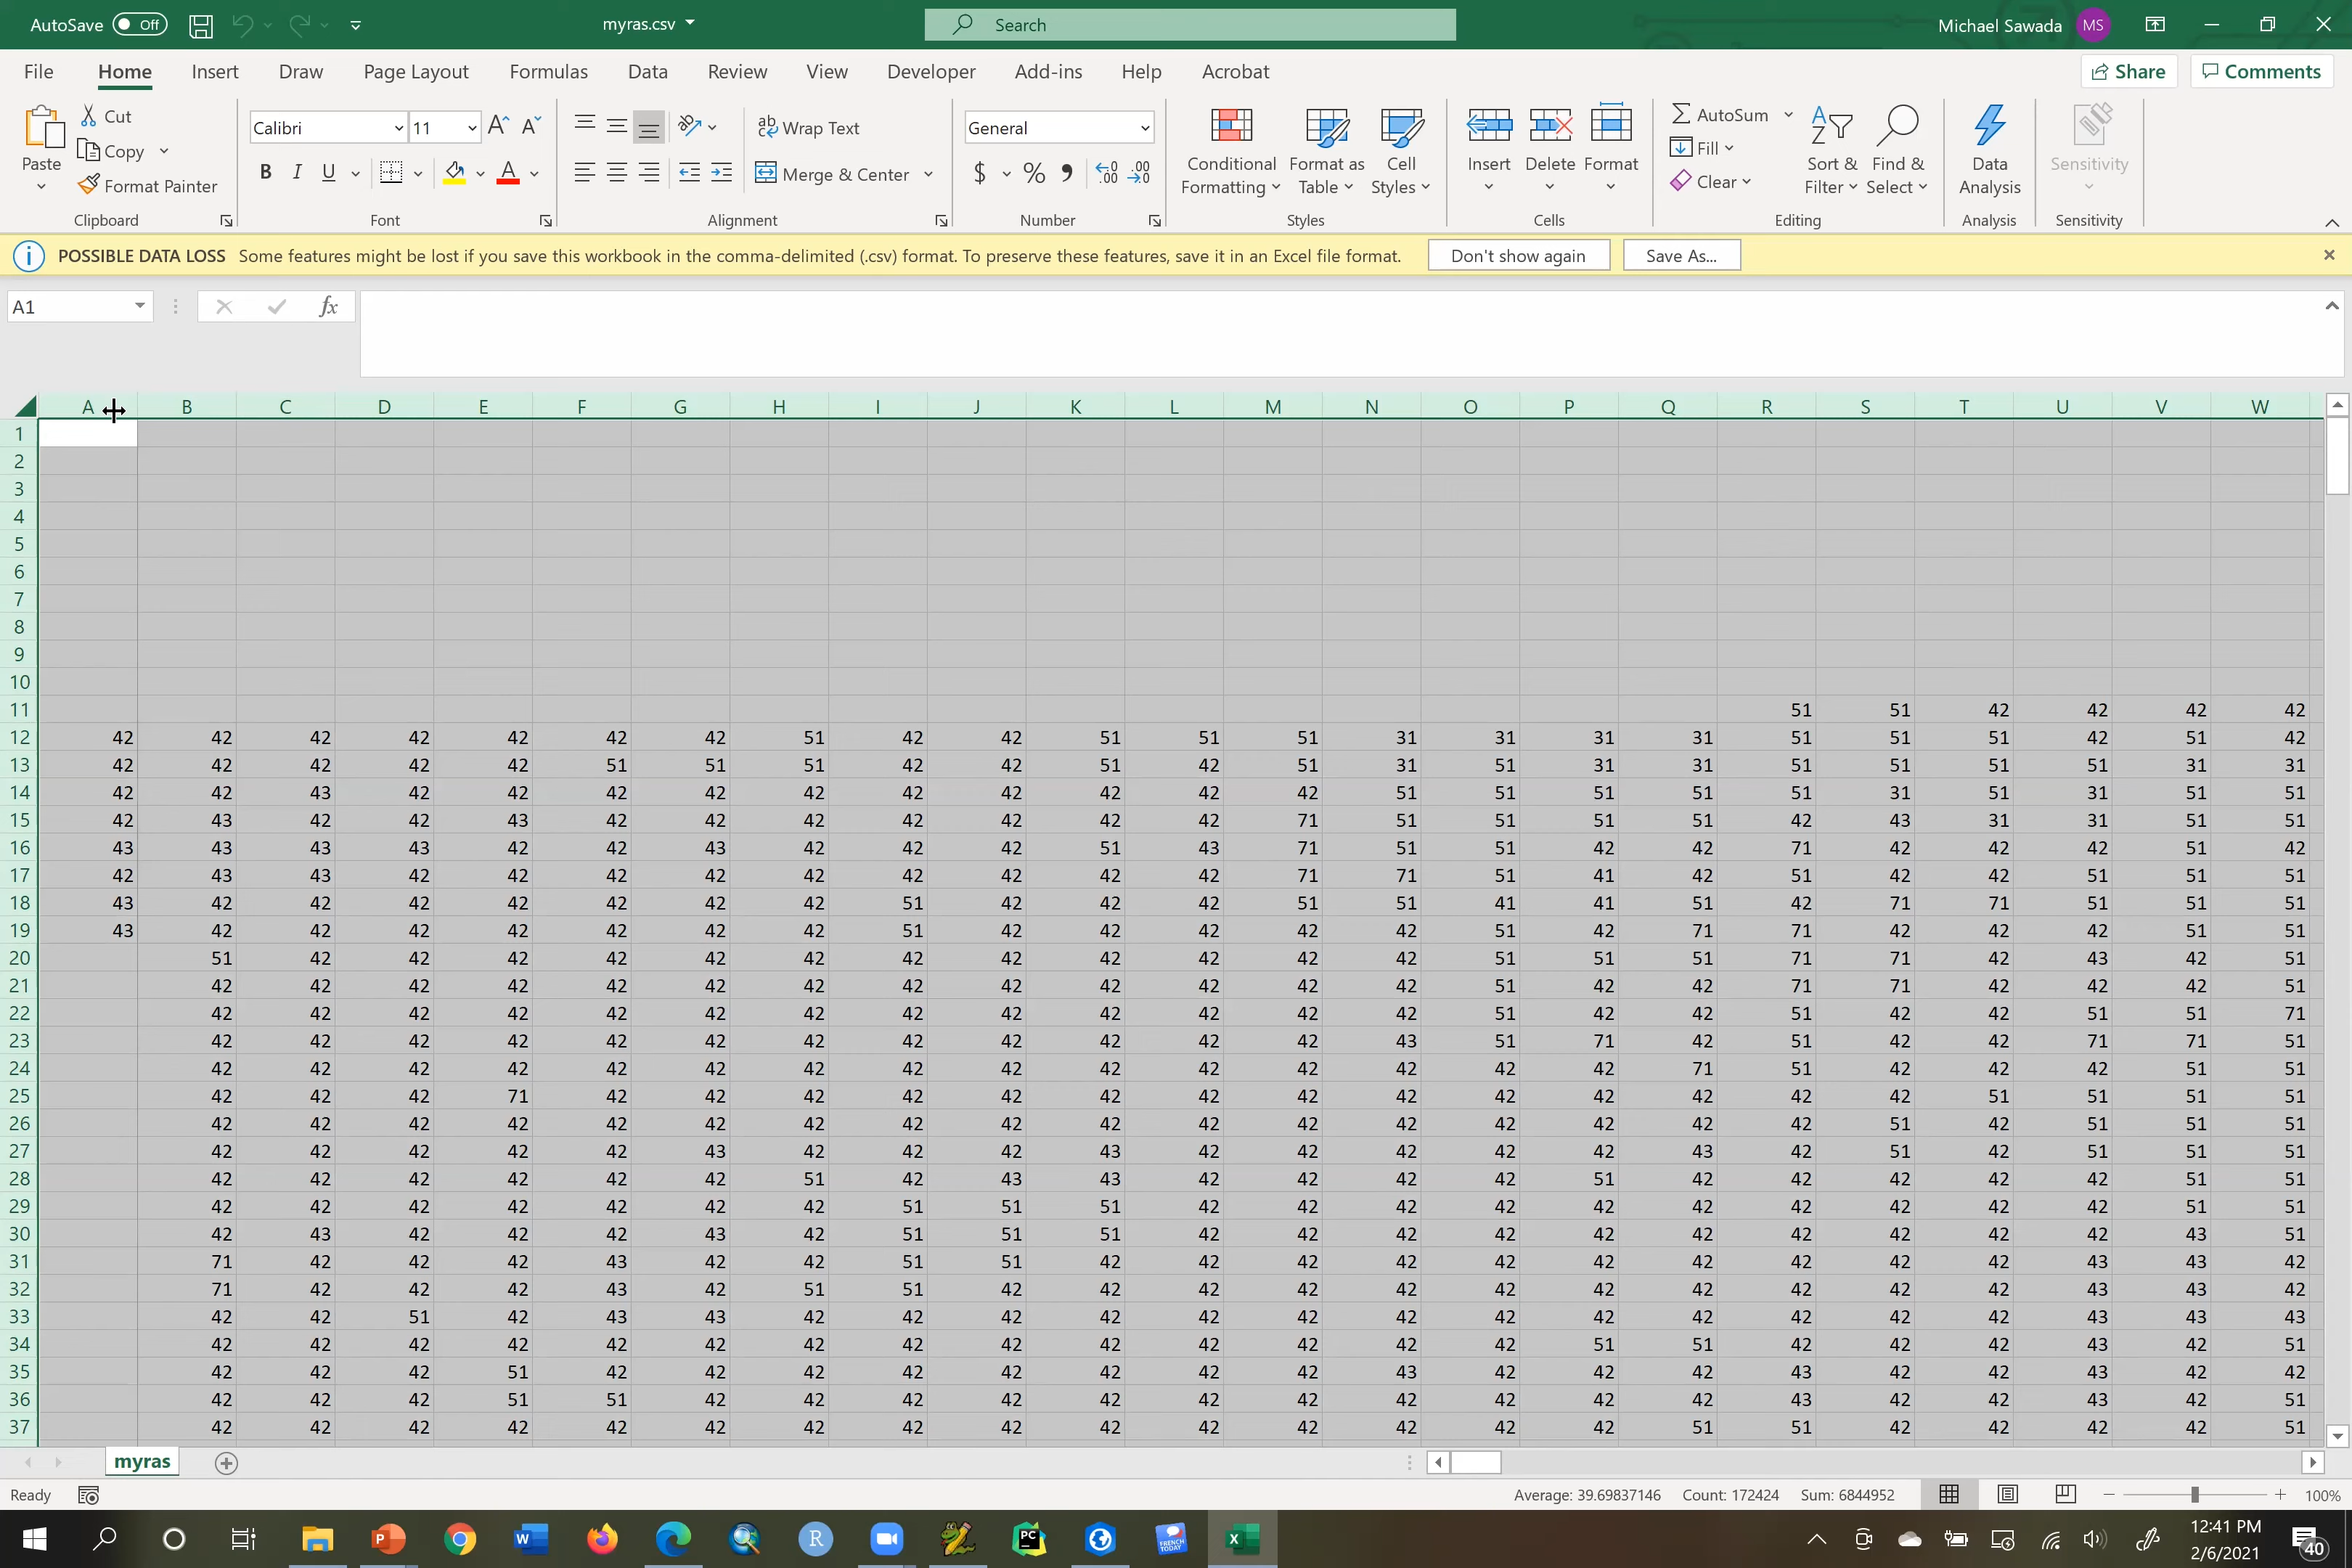 AutoSave Off myras.csv Search Michael Sawada MS
File Home Insert Draw Page Layout Formulas Data Review View Developer Add-ins Help Acrobat Share Comments
Paste Cut Copy Format Painter Clipboard
Calibri 11 B I U A Font
Wrap Text Merge & Center Alignment
General $ % Number
Conditional Formatting Format as Table Cell Styles Styles
Insert Delete Format Cells
AutoSum Fill Clear Sort & Filter Find & Select Editing
Data Analysis Analysis
Sensitivity Sensitivity
POSSIBLE DATA LOSS Some features might be lost if you save this workbook in the comma-delimited (.csv) format. To preserve these features, save it in an Excel file format. Don't show again Save As...
A1 fx
A B C D E F G H I J K L M N O P Q R S T U V W
1
2
3
4
5
6
7
8
9
10
11 51 51 42 42 42 42
12 42 42 42 42 42 42 42 51 42 42 51 51 51 31 31 31 31 51 51 51 42 51 42
13 42 42 42 42 42 51 51 51 42 42 51 42 51 31 51 31 31 51 51 51 51 31 31
14 42 42 43 42 42 42 42 42 42 42 42 42 42 51 51 51 51 51 31 51 31 51 51
15 42 43 42 42 43 42 42 42 42 42 42 42 71 51 51 51 51 42 43 31 31 51 51
16 43 43 43 43 42 42 43 42 42 42 51 43 71 51 51 42 42 71 42 42 42 51 42
17 42 43 43 42 42 42 42 42 42 42 42 42 71 71 51 41 42 51 42 42 51 51 51
18 43 42 42 42 42 42 42 42 51 42 42 42 51 51 41 41 51 42 71 71 51 51 51
19 43 42 42 42 42 42 42 42 51 42 42 42 42 42 51 42 71 71 42 42 42 51 51
20 51 42 42 42 42 42 42 42 42 42 42 42 42 51 51 51 71 71 42 43 42 51
21 42 42 42 42 42 42 42 42 42 42 42 42 42 51 42 42 71 71 42 42 42 51
22 42 42 42 42 42 42 42 42 42 42 42 42 42 51 42 42 51 42 42 51 51 71
23 42 42 42 42 42 42 42 42 42 42 42 42 43 51 71 42 51 42 42 71 71 51
24 42 42 42 42 42 42 42 42 42 42 42 42 42 42 42 71 51 42 42 42 51 51
25 42 42 42 71 42 42 42 42 42 42 42 42 42 42 42 42 42 42 51 51 51 51
26 42 42 42 42 42 42 42 42 42 42 42 42 42 42 42 42 42 51 42 51 51 51
27 42 42 42 42 42 43 42 42 42 43 42 42 42 42 42 43 42 51 42 51 51 51
28 42 42 42 42 42 42 51 42 43 43 42 42 42 42 51 42 42 42 42 42 51 51
29 42 42 42 42 42 42 42 51 51 51 42 42 42 42 42 42 42 42 42 42 51 51
30 42 43 42 42 42 43 42 51 51 51 42 42 42 42 42 42 42 42 42 42 43 51
31 71 42 42 42 43 42 42 51 51 42 42 42 42 42 42 42 42 42 42 43 43 42
32 71 42 42 42 43 42 51 51 42 42 42 42 42 42 42 42 42 42 42 43 43 42
33 42 42 51 42 43 43 42 42 42 42 42 42 42 42 42 42 42 42 42 43 43 43
34 42 42 42 42 42 42 42 42 42 42 42 42 42 42 51 51 42 42 42 43 42 51
35 42 42 42 51 42 42 42 42 42 42 42 42 43 42 42 42 43 42 42 43 42 42
36 42 42 42 51 51 42 42 42 42 42 42 42 42 42 42 42 43 42 42 43 42 51
37 42 42 42 42 42 42 42 42 42 42 42 42 42 42 42 51 51 42 42 42 42 51
myras
Ready Average: 39.69837146 Count: 172424 Sum: 6844952 100%
12:41 PM
2/6/2021 40